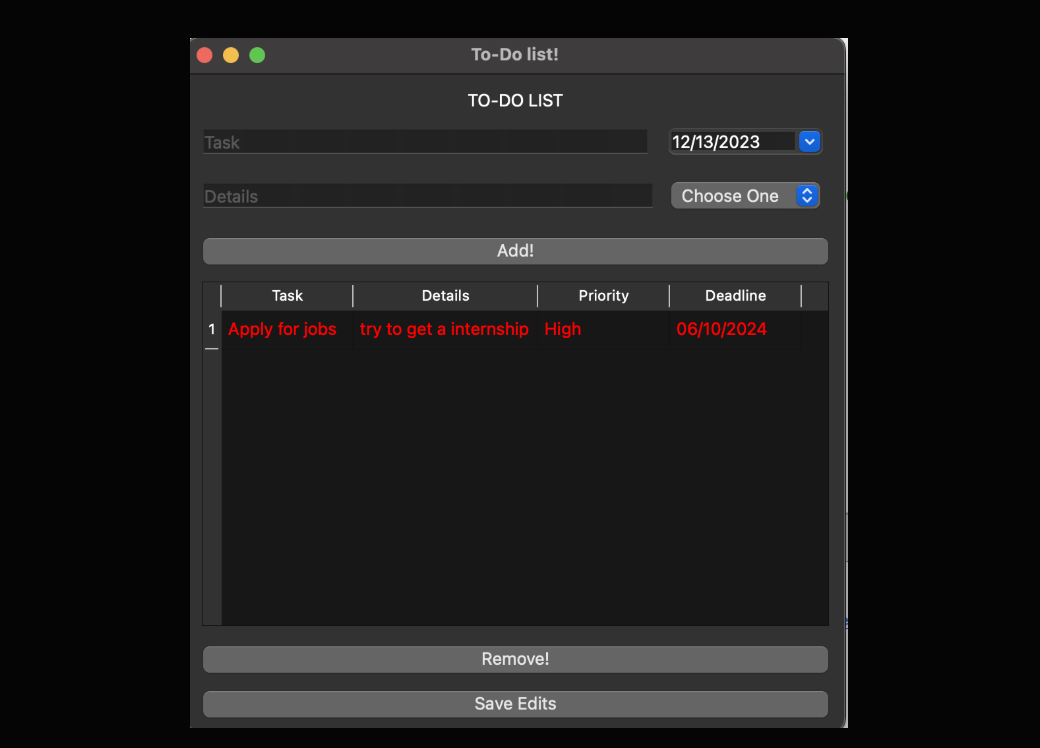 To-Do list!
TO-DO LIST
Task 12/13/2023
Details Choose One
Add!
Task Details Priority Deadline
1 Apply for jobs try to get a internship High 06/10/2024
Remove!
Save Edits